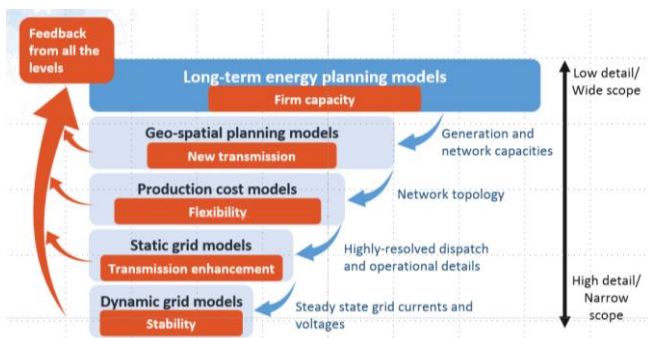 Feedback
from all the
levels
Long-term energy planning models
Firm capacity
Low detail/
Wide scope
Geo-spatial planning models
New transmission
Generation and
network capacities
Production cost models
Flexibility
Network topology
Static grid models
Transmission enhancement
Highly-resolved dispatch
and operational details
Dynamic grid models
Stability
Steady state grid currents and
voltages
High detail/
Narrow
scope